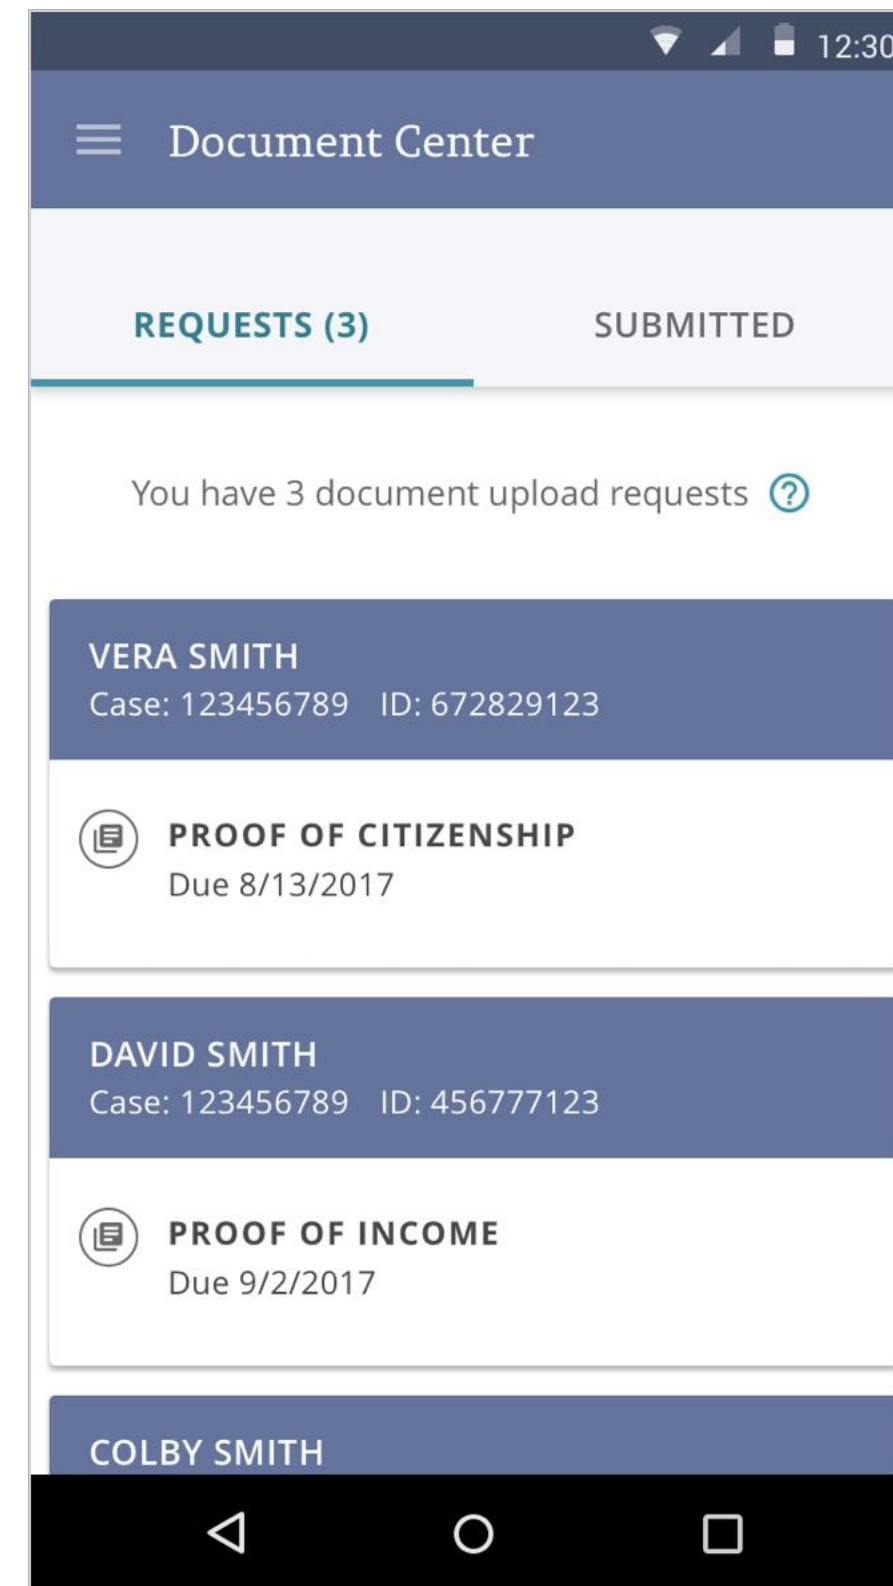 12:30
Document Center
REQUESTS (3) SUBMITTED
You have 3 document upload requests ?
VERA SMITH
Case: 123456789 ID: 672829123
PROOF OF CITIZENSHIP
Due 8/13/2017
DAVID SMITH
Case: 123456789 ID: 456777123
PROOF OF INCOME
Due 9/2/2017
COLBY SMITH